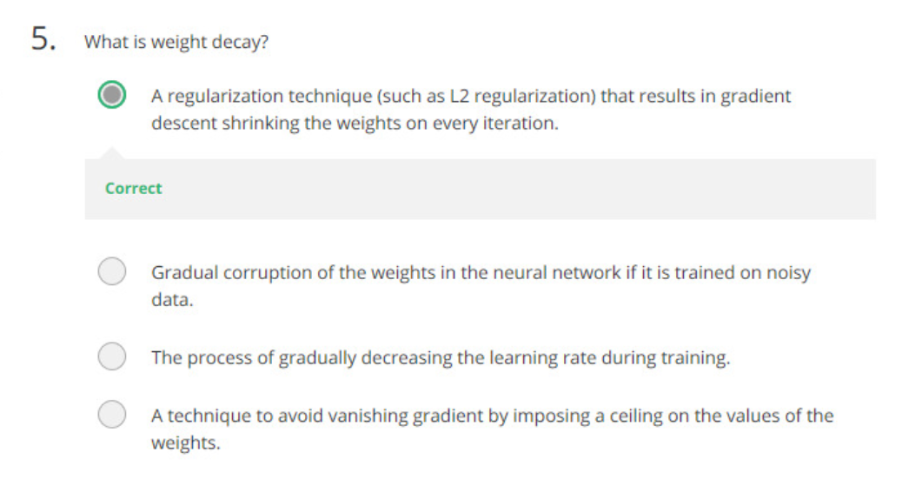 5. What is weight decay?
A regularization technique (such as L2 regularization) that results in gradient
descent shrinking the weights on every iteration.
Correct
Gradual corruption of the weights in the neural network if it is trained on noisy
data.
The process of gradually decreasing the learning rate during training.
A technique to avoid vanishing gradient by imposing a ceiling on the values of the
weights.